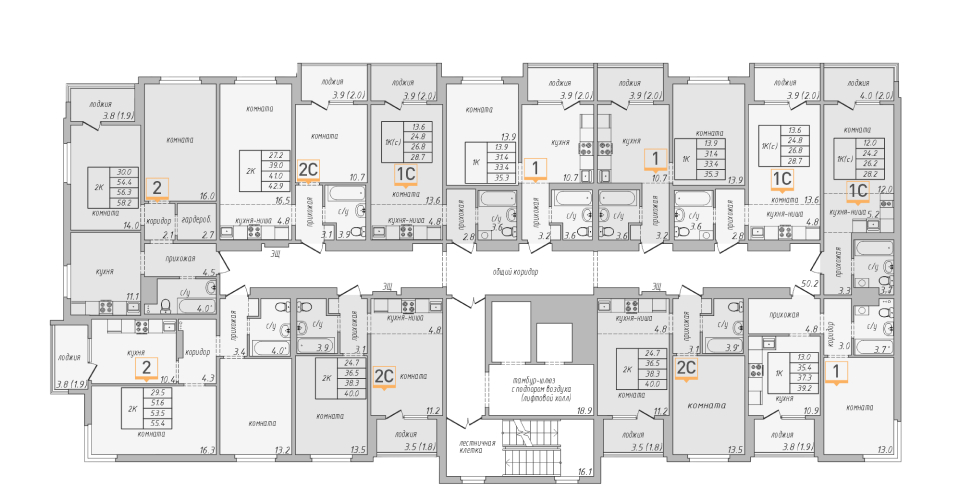 лоджия
3.9 (2.0)
лоджия
3.9 (2.0)
лоджия
3.9 (2.0)
лоджия
3.9 (2.0)
лоджия
3.9 (2.0)
лоджия
4.0 (2.0)
лоджия
3.8 (1.9)
2К
30.0
54.4
56.3
58.2
комната
14.0
комната
16.0
2
коридор
2.1
гардероб.
2.7
комната
2К
27.2
39.0
41.0
42.9
16.5
кухня-ниша
4.8
2С
комната
10.7
прихожая
3.1
с/у
3.9
1К(с)
13.6
24.8
26.8
28.7
1С
комната
13.6
кухня-ниша
4.8
комната
13.9
1К
13.9
31.4
33.4
35.3
прихожая
2.8
с/у
3.6
кухня
1
10.7
прихожая
3.2
с/у
3.6
кухня
1
10.7
с/у
3.6
прихожая
3.2
комната
1К
13.9
31.4
33.4
35.3
13.9
с/у
3.6
прихожая
2.8
1К(с)
13.6
24.8
26.8
28.7
1С
комната
13.6
кухня-ниша
4.8
комната
1К(с)
12.0
24.2
26.2
28.2
1С
12.0
кухня-ниша
5.2
прихожая
3.3
с/у
кухня
11.1
прихожая
4.5
с/у
4.0*
ЭЩ
общий коридор
ЭЩ
50.2
лоджия
3.8 (1.9)
кухня
2
10.4
коридор
4.3
2К
29.5
51.6
53.5
55.4
комната
16.3
прихожая
3.4
с/у
4.0*
комната
13.2
с/у
3.9
прихожая
3.1
2К
24.7
36.5
38.3
40.0
комната
13.5
кухня-ниша
4.8
2С
комната
11.2
лоджия
3.5 (1.8)
тамбур-шлюз
с подпором воздуха
(лифтовой холл)
18.9
лестничная
клетка
16.1
кухня-ниша
4.8
2К
24.7
36.5
38.3
40.0
комната
11.2
лоджия
3.5 (1.8)
прихожая
3.1
с/у
3.9*
2С
комната
13.5
прихожая
4.8
1К
13.0
35.4
37.3
39.2
кухня
10.9
лоджия
3.8 (1.9)
коридор
3.0
с/у
3.7*
1
комната
13.0